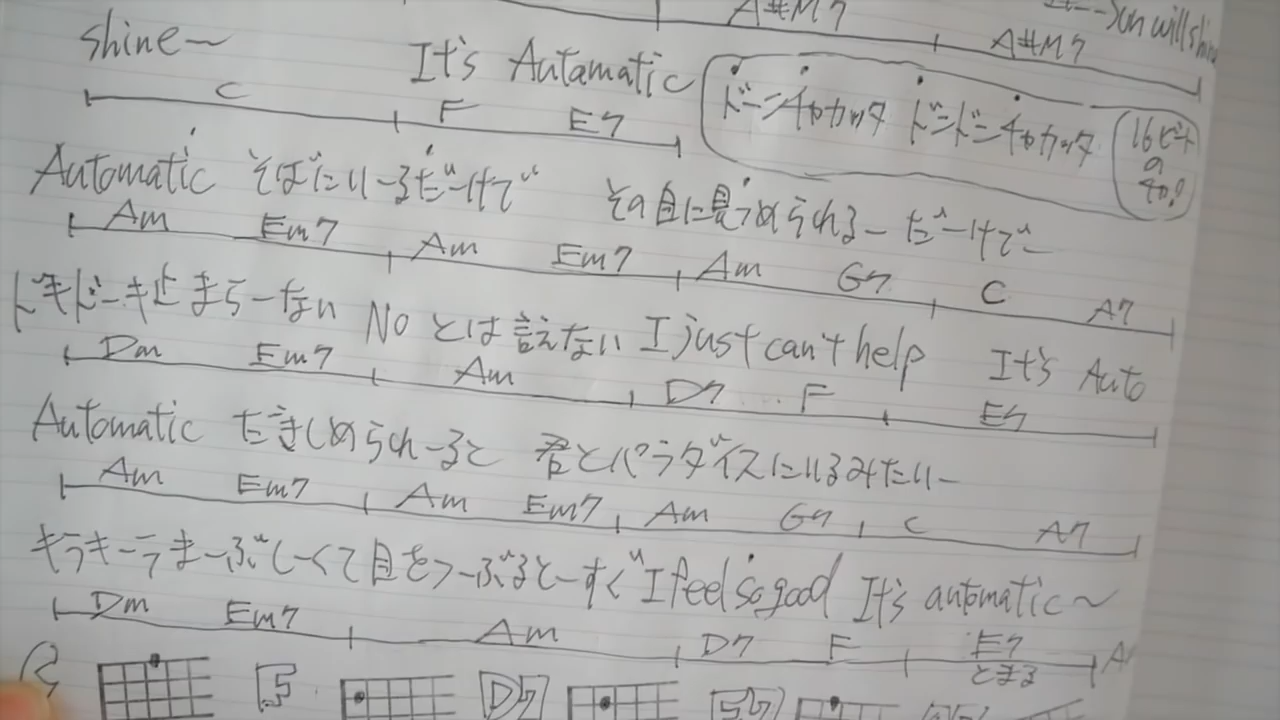 Sun will shi
A#M7 A#M7
shine～ It's Autamatic
C F E7
ドーンチャカッタ ドンドンチャカッタ
16ビート
の
ﾀﾒ!
Automatic そばにいーるだーけで その目に見つめられるーだーけでー
Am Em7 Am Em7 Am G7 C A7
ドキドーキ止まらーない No とは言えない I just can't help It's Auto
Dm Em7 Am D7 F E7
Automatic だきしめられーると 君とパラダイスにいるみたいー
Am Em7 Am Em7 Am G7 C A7
キラキーラまーぶしーくて目をつーぶるとーすぐ I feel so good It's automatic～
Dm Em7 Am D7 F E7 A
とまる
C F D7 E7